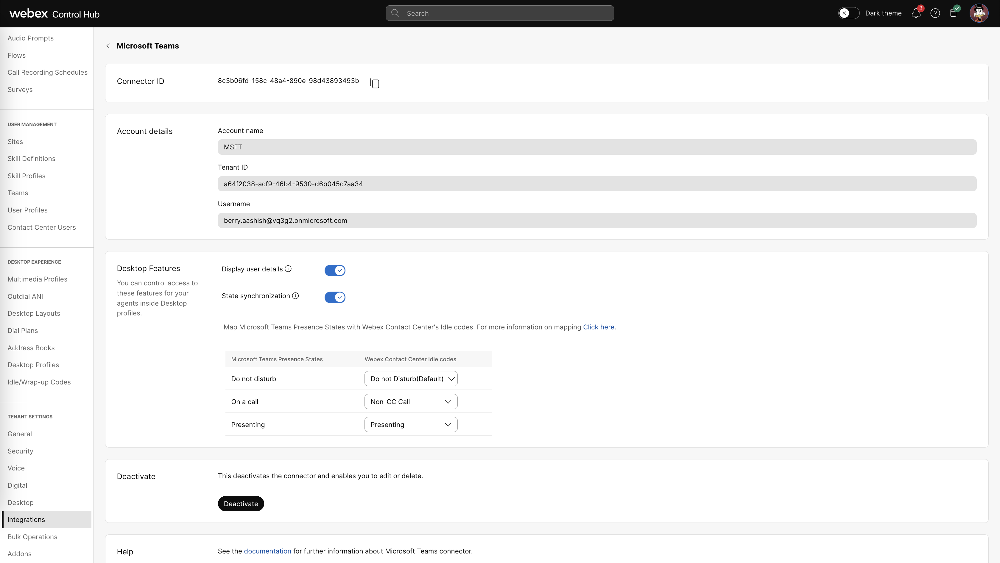 webex Control Hub
Search
Dark theme
3
Audio Prompts
Flows
Call Recording Schedules
Surveys
USER MANAGEMENT
Sites
Skill Definitions
Skill Profiles
Teams
User Profiles
Contact Center Users
DESKTOP EXPERIENCE
Multimedia Profiles
Outdial ANI
Desktop Layouts
Dial Plans
Address Books
Desktop Profiles
Idle/Wrap-up Codes
TENANT SETTINGS
General
Security
Voice
Digital
Desktop
Integrations
Bulk Operations
Addons
Microsoft Teams
Connector ID
8c3b06fd-158c-48a4-890e-98d43893493b
Account details
Account name
MSFT
Tenant ID
a64f2038-acf9-46b4-9530-d6b045c7aa34
Username
berry.aashish@vq3g2.onmicrosoft.com
Desktop Features
You can control access to
these features for your
agents inside Desktop
profiles.
Display user details
State synchronization
Map Microsoft Teams Presence States with Webex Contact Center's Idle codes. For more information on mapping Click here.
Microsoft Teams Presence States Webex Contact Center Idle codes
Do not disturb Do not Disturb(Default)
On a call Non-CC Call
Presenting Presenting
Deactivate
This deactivates the connector and enables you to edit or delete.
Deactivate
Help
See the documentation for further information about Microsoft Teams connector.